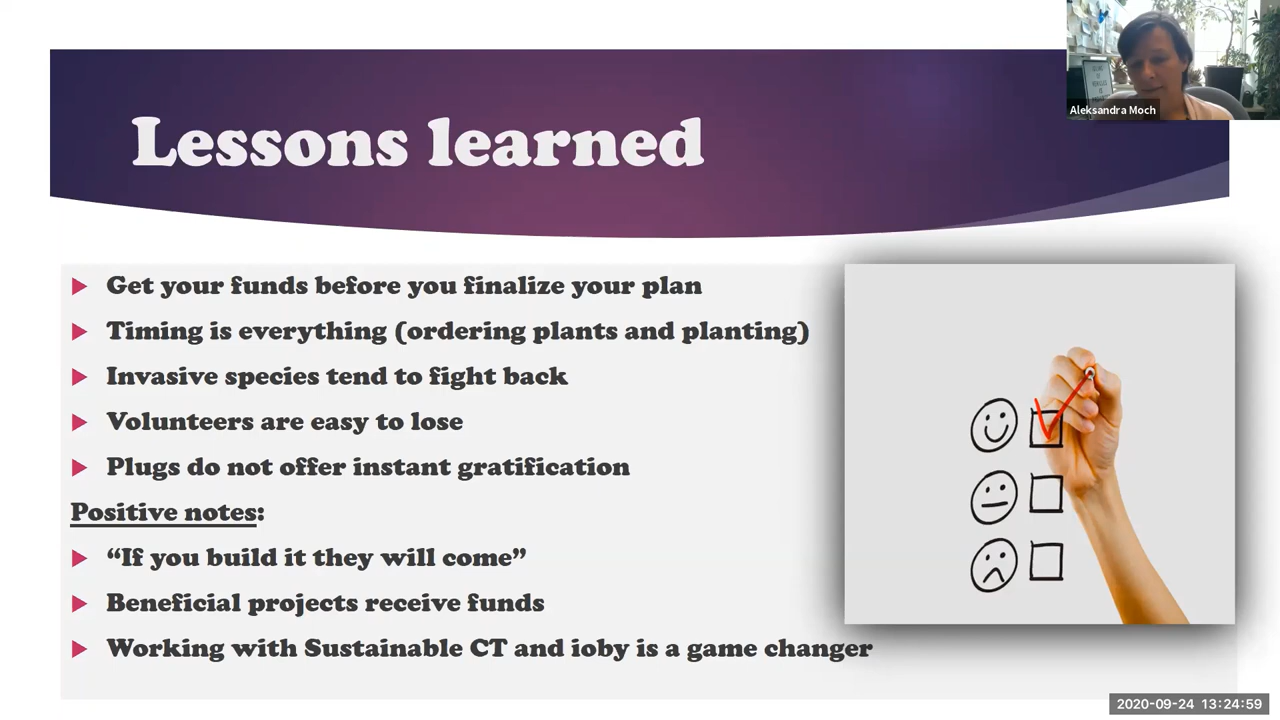 Aleksandra Moch
Lessons learned
Get your funds before you finalize your plan
Timing is everything (ordering plants and planting)
Invasive species tend to fight back
Volunteers are easy to lose
Plugs do not offer instant gratification
Positive notes:
“If you build it they will come”
Beneficial projects receive funds
Working with Sustainable CT and ioby is a game changer
2020-09-24 13:24:59